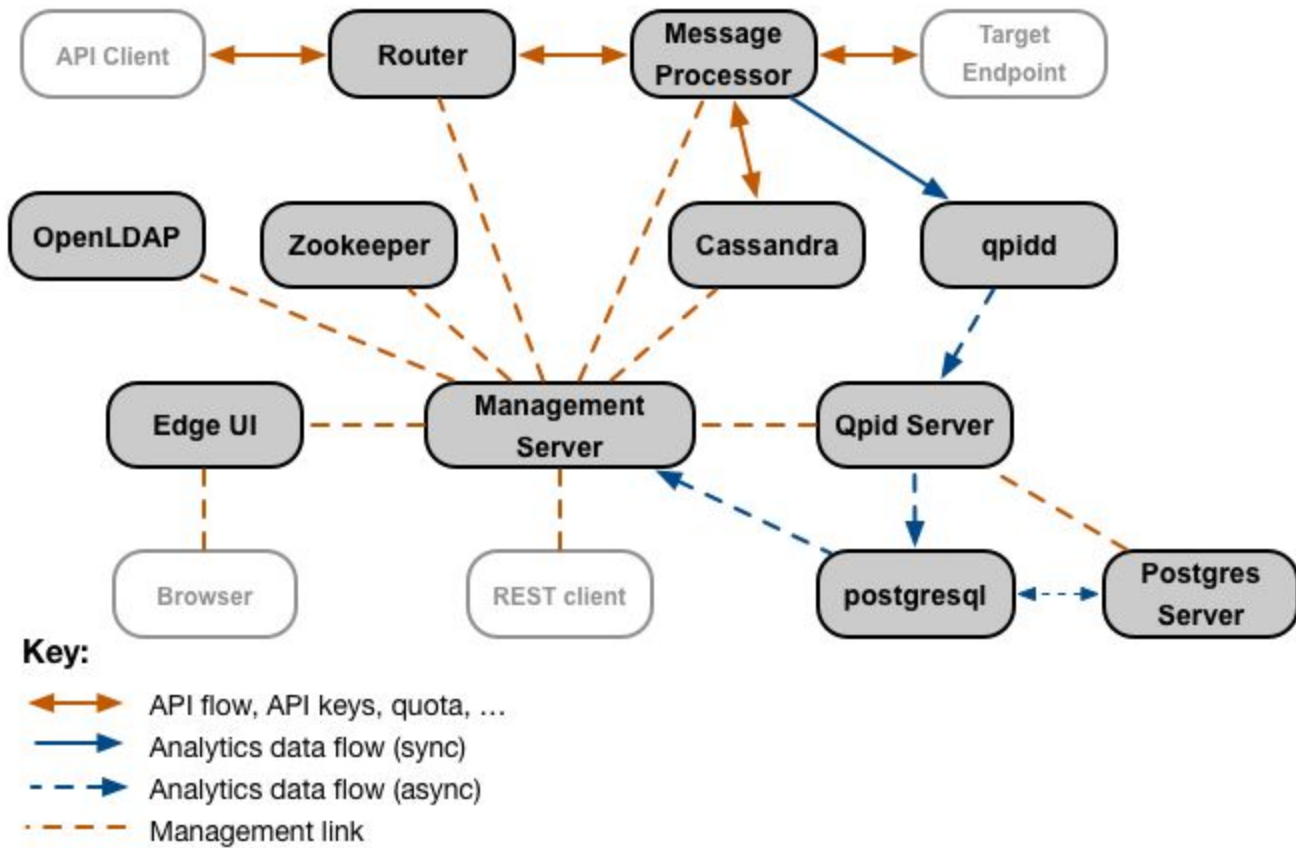 API Client
Router
Message
Processor
Target
Endpoint
OpenLDAP
Zookeeper
Cassandra
qpidd
Edge UI
Management
Server
Qpid Server
Browser
REST client
postgresql
Postgres
Server
Key:
API flow, API keys, quota, …
Analytics data flow (sync)
Analytics data flow (async)
Management link